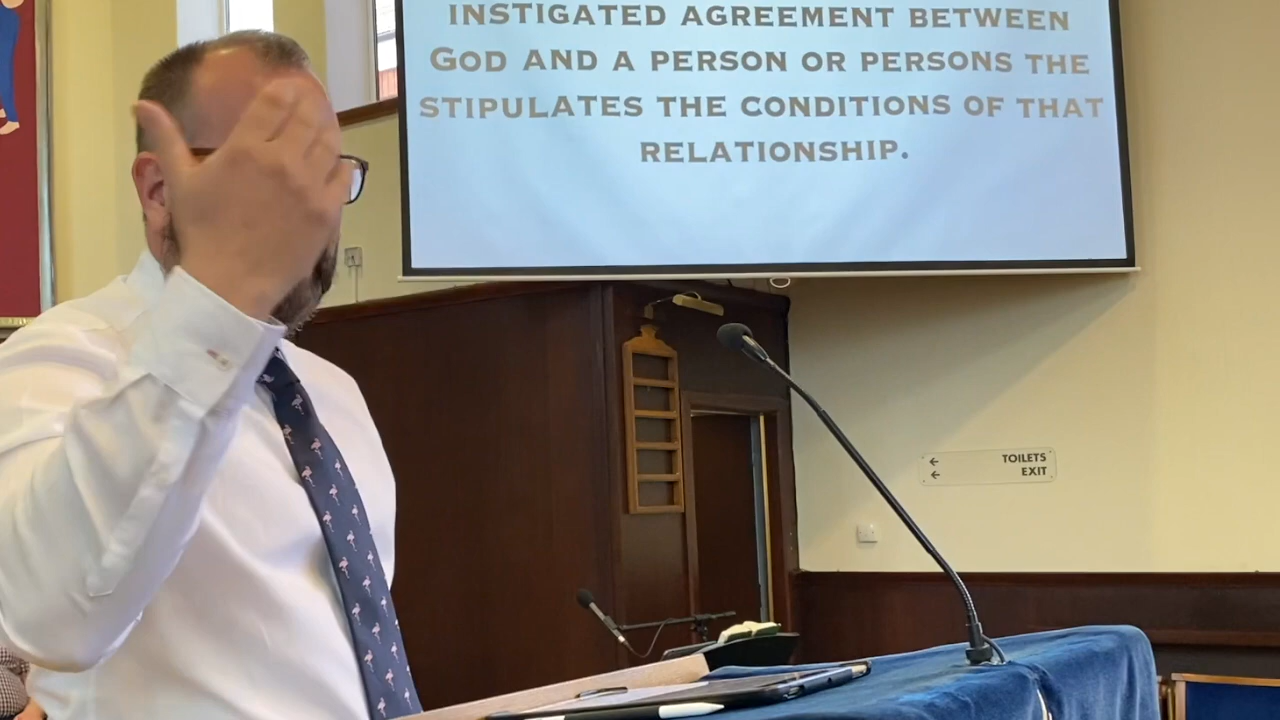 INSTIGATED AGREEMENT BETWEEN
GOD AND A PERSON OR PERSONS THE
STIPULATES THE CONDITIONS OF THAT
RELATIONSHIP.
← TOILETS
← EXIT